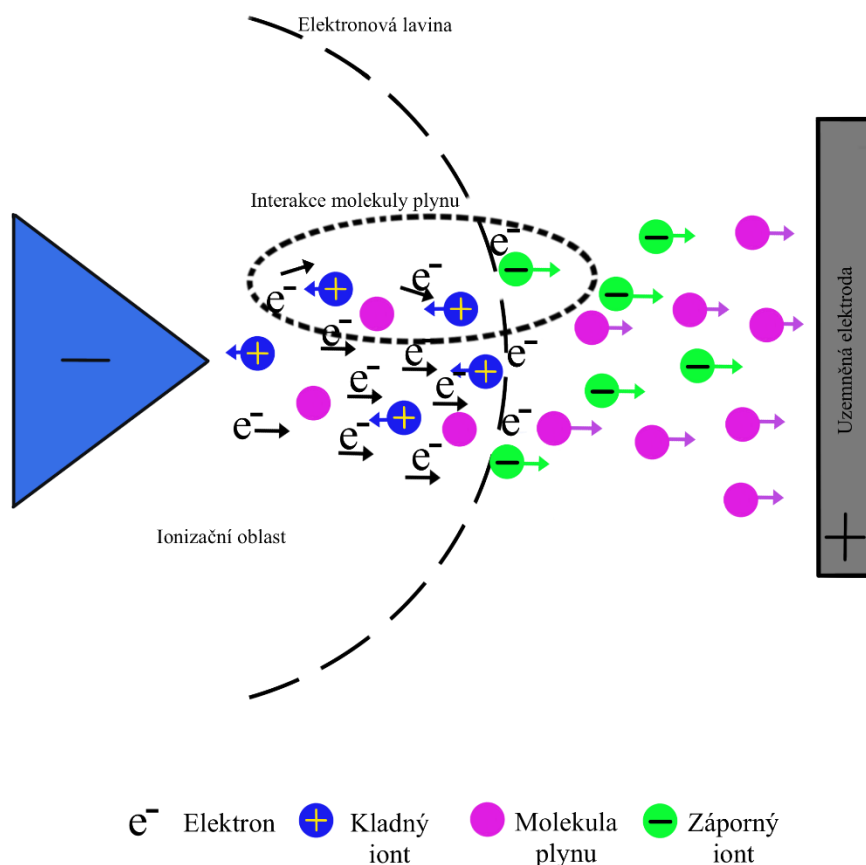 Elektronová lavina
Interakce molekuly plynu
e-
e-
e-
e-
e-
e-
−
e-
e-
e-
e-
e-
e-
Uzemněná elektroda
+
Ionizační oblast
e- Elektron
Kladný
iont
Molekula
plynu
Záporný
iont